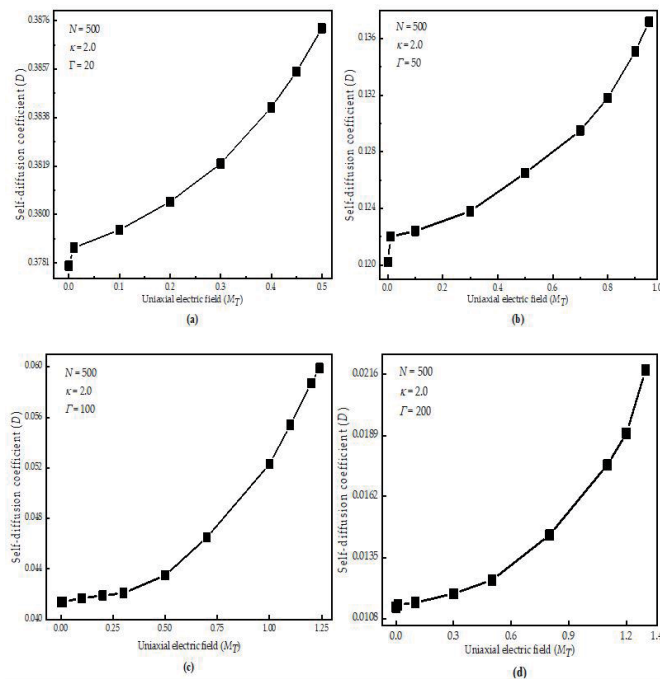 0.3876
0.3857
0.3838
0.3819
0.3800
0.3781
Self-diffusion coefficient (D)
N = 500
κ = 2.0
Γ = 20
0.0 0.1 0.2 0.3 0.4 0.5
Uniaxial electric field (M_T)
(a)
0.136
0.132
0.128
0.124
0.120
Self-diffusion coefficient (D)
N = 500
κ = 2.0
Γ = 50
0.0 0.2 0.4 0.6 0.8 1.0
Uniaxial electric field (M_T)
(b)
0.060
0.056
0.052
0.048
0.044
0.040
Self-diffusion coefficient (D)
N = 500
κ = 2.0
Γ = 100
0.00 0.25 0.50 0.75 1.00 1.25
Uniaxial electric field (M_T)
(c)
0.0216
0.0189
0.0162
0.0135
0.0108
Self-diffusion coefficient (D)
N = 500
κ = 2.0
Γ = 200
0.0 0.3 0.6 0.9 1.2 1.4
Uniaxial electric field (M_T)
(d)